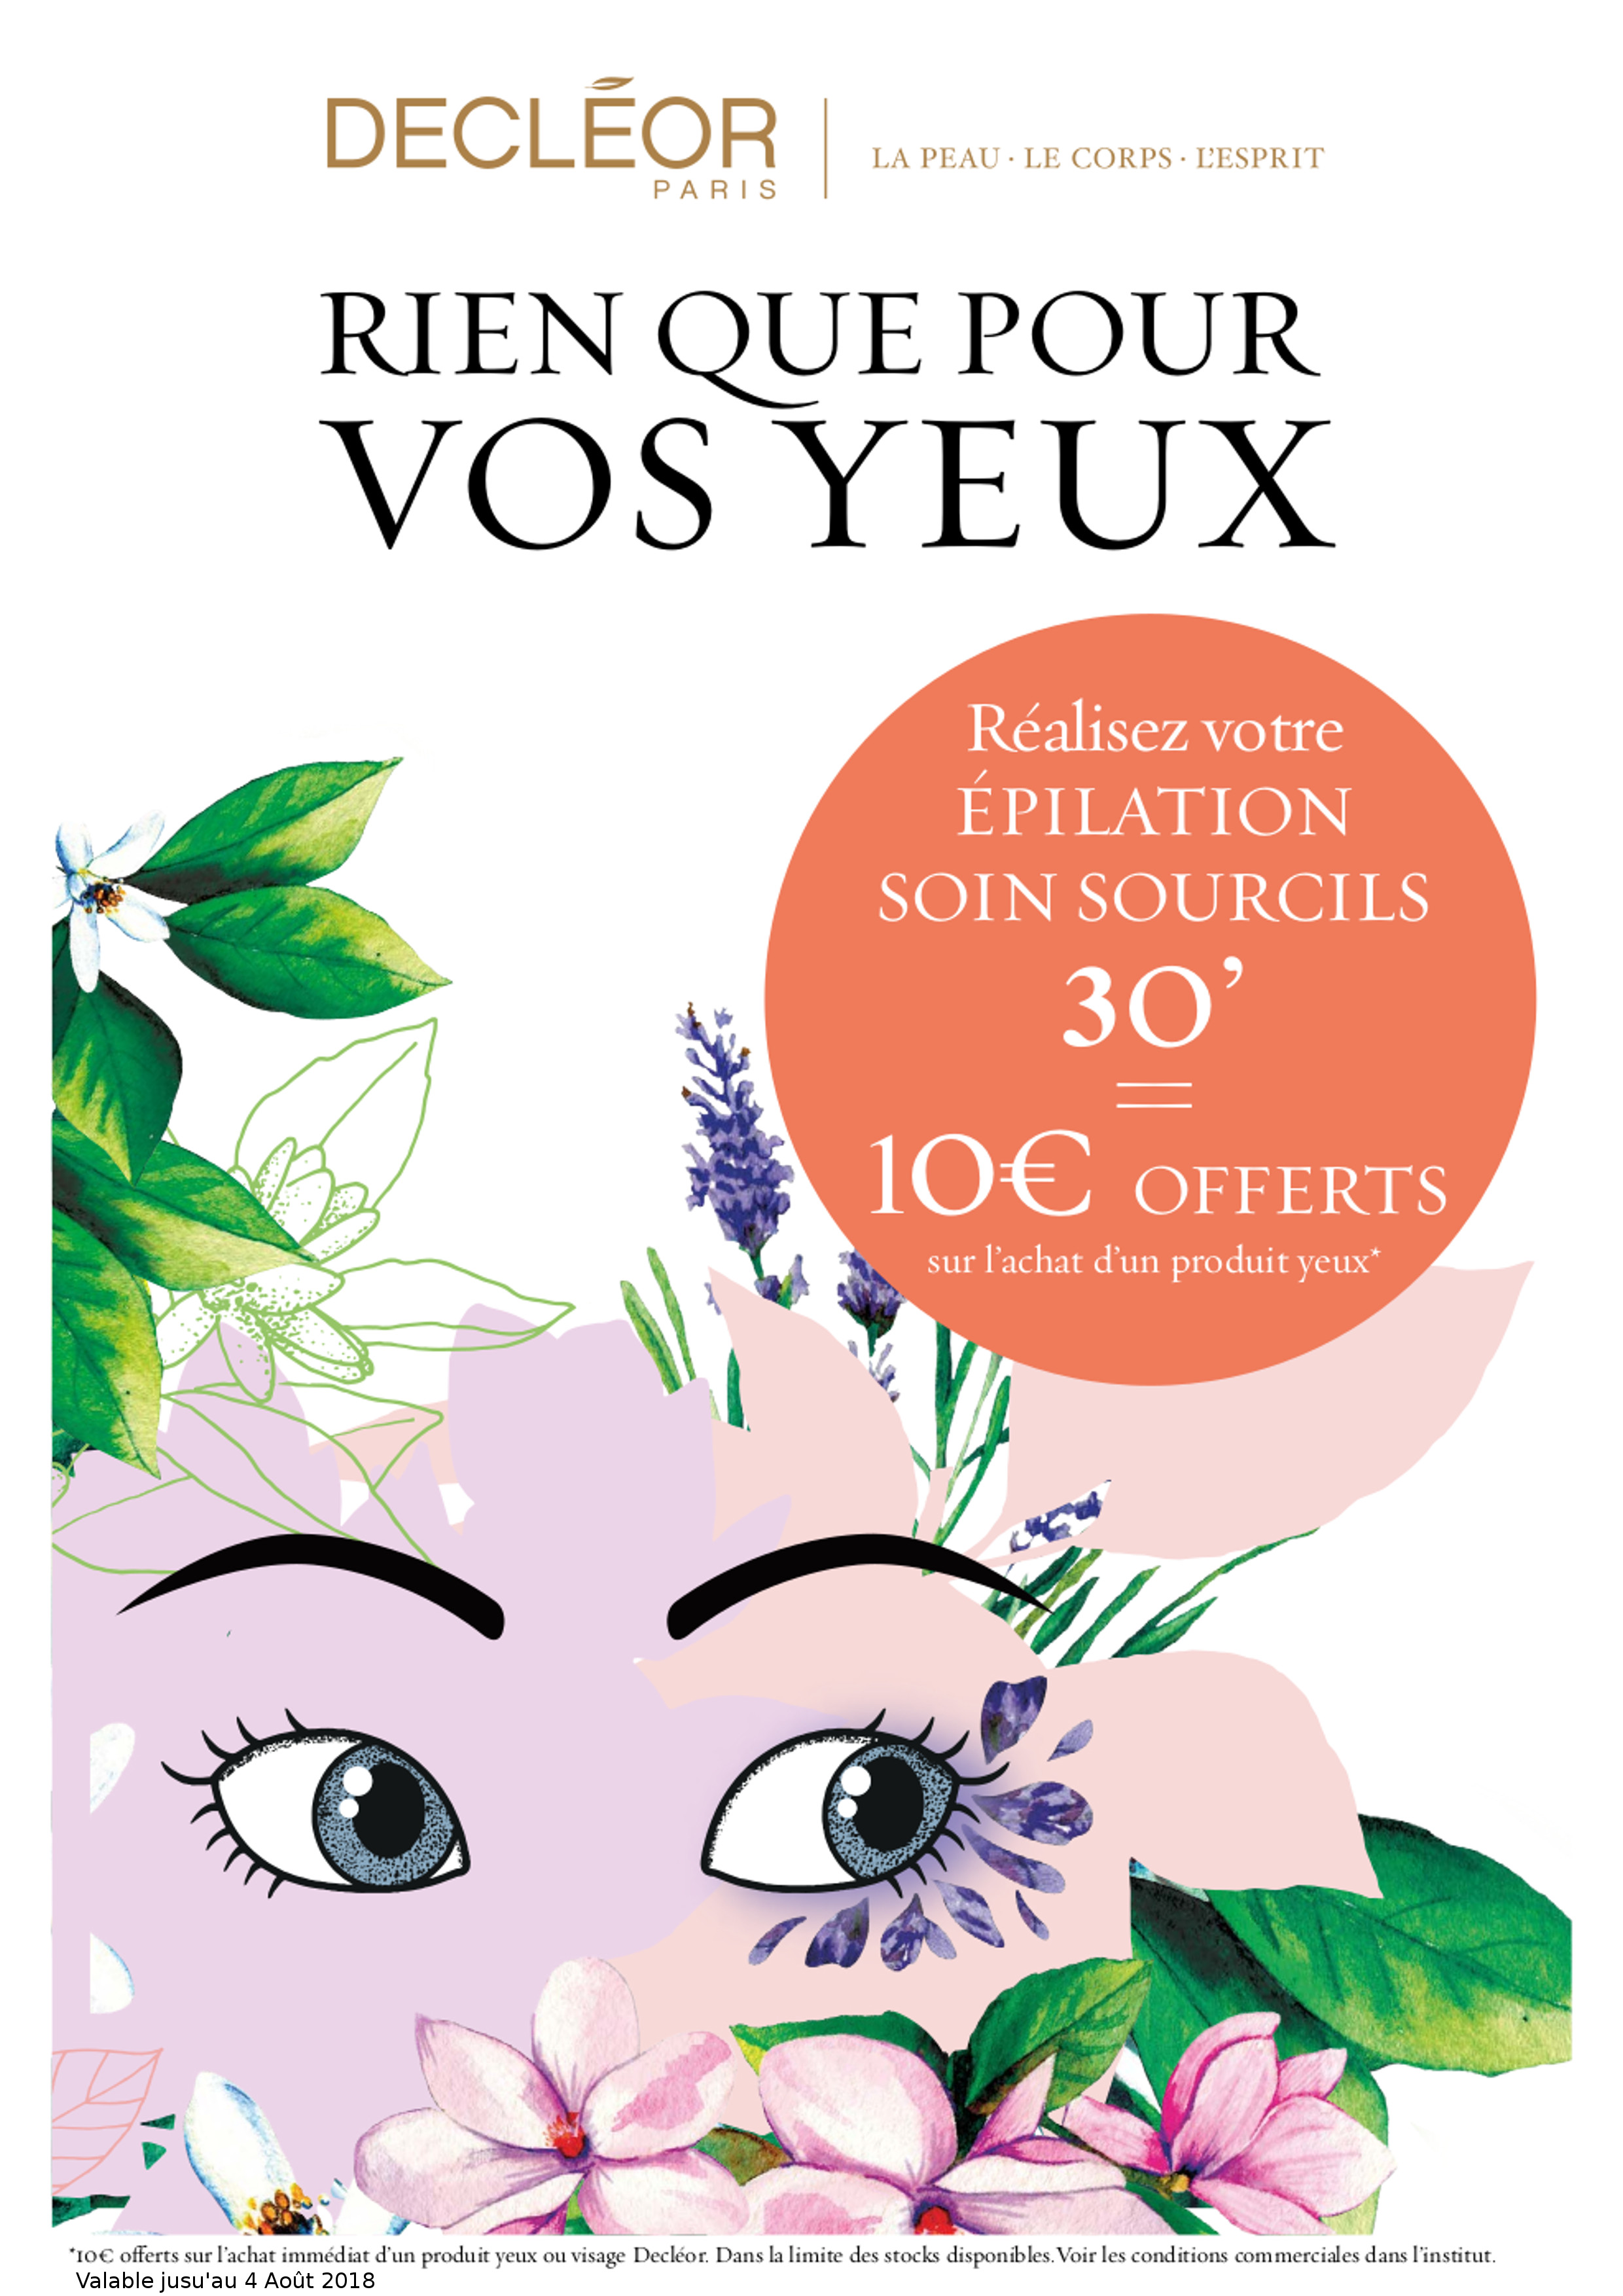 DECLÉOR
PARIS
LA PEAU · LE CORPS · L'ESPRIT
RIEN QUE POUR
VOS YEUX
Réalisez votre
ÉPILATION
SOIN SOURCILS
30’
=
10€ OFFERTS
sur l’achat d’un produit yeux*
*10€ offerts sur l’achat immédiat d’un produit yeux ou visage Decléor. Dans la limite des stocks disponibles. Voir les conditions commerciales dans l’institut.
Valable jusu'au 4 Août 2018